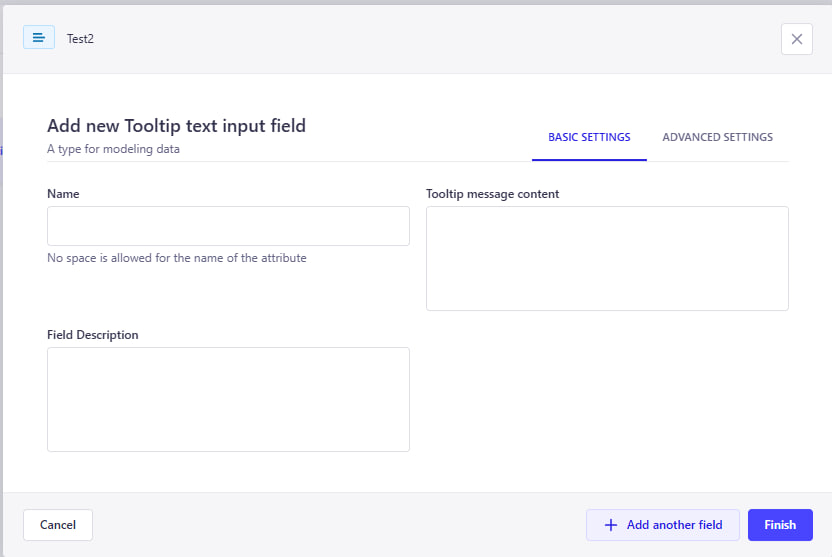 Test2
Add new Tooltip text input field
A type for modeling data
BASIC SETTINGS
ADVANCED SETTINGS
Name
Tooltip message content
No space is allowed for the name of the attribute
Field Description
Cancel
Add another field
Finish